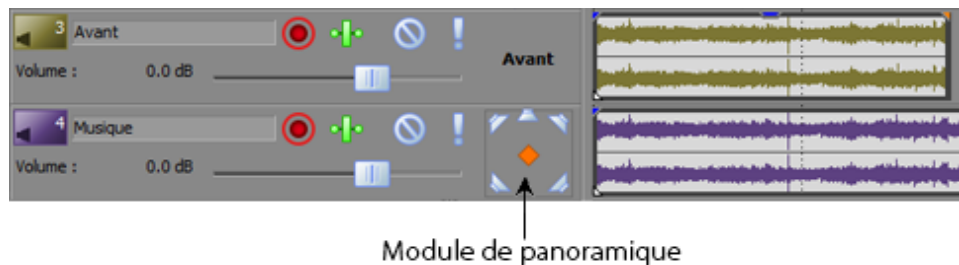 3 Avant
Volume : 0.0 dB
Avant
4 Musique
Volume : 0.0 dB
Module de panoramique